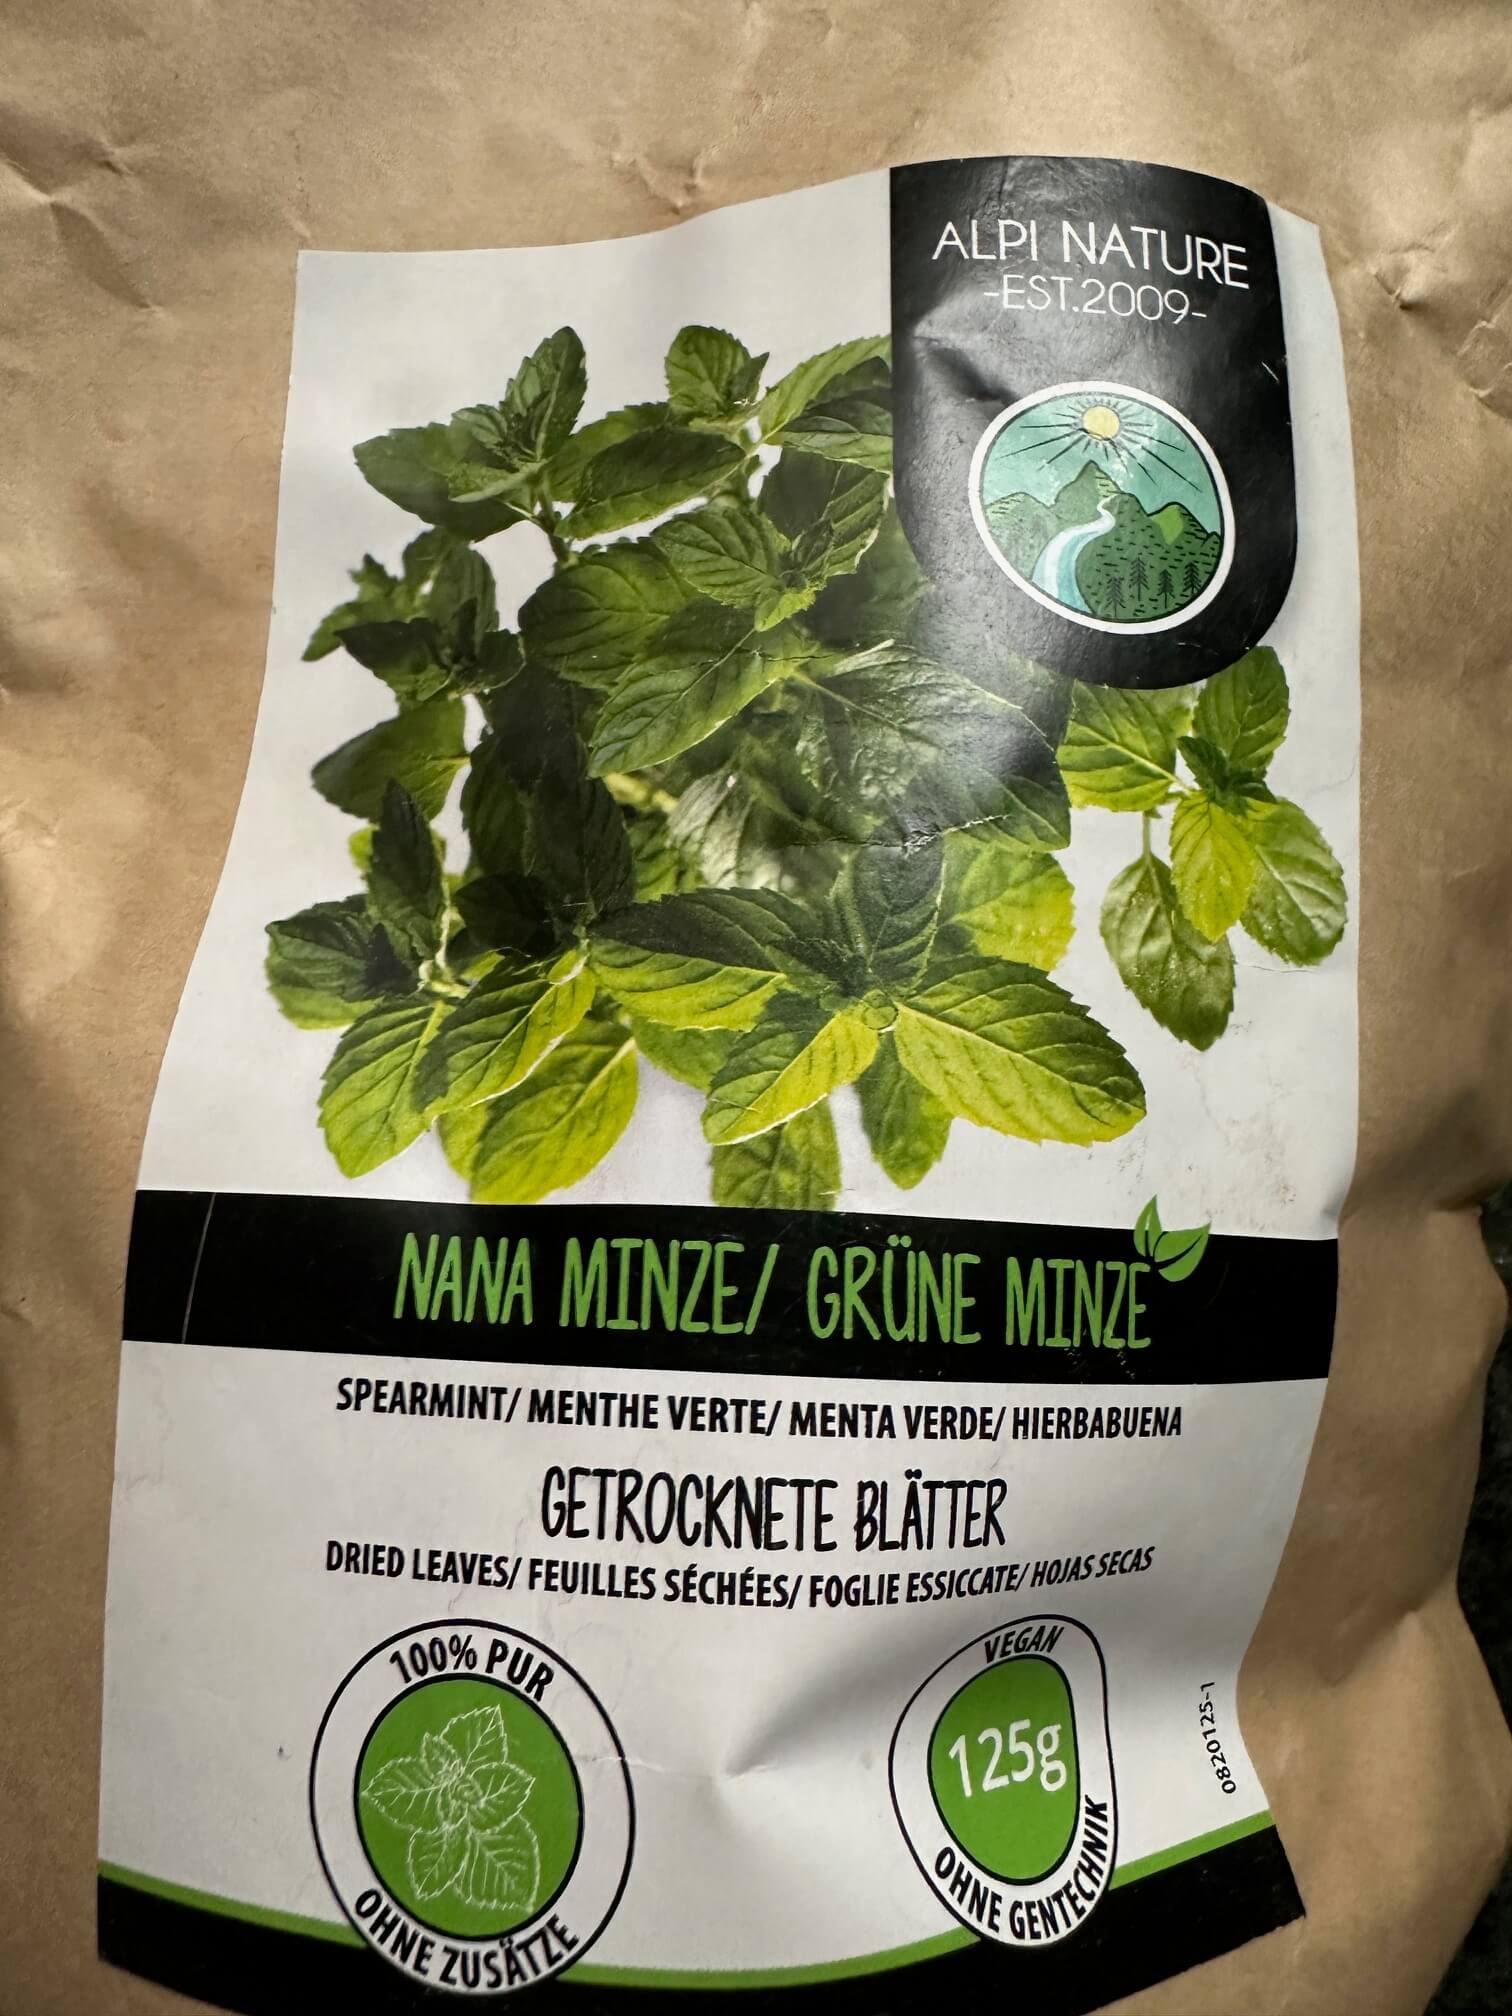 ALPI NATURE
-EST.2009-
NANA MINZE/ GRÜNE MINZE
SPEARMINT/ MENTHE VERTE/ MENTA VERDE/ HIERBABUENA
GETROCKNETE BLÄTTER
DRIED LEAVES/ FEUILLES SÉCHÉES/ FOGLIE ESSICCATE/ HOJAS SECAS
100% PUR
OHNE ZUSÄTZE
VEGAN
125g
OHNE GENTECHNIK
0820125-1